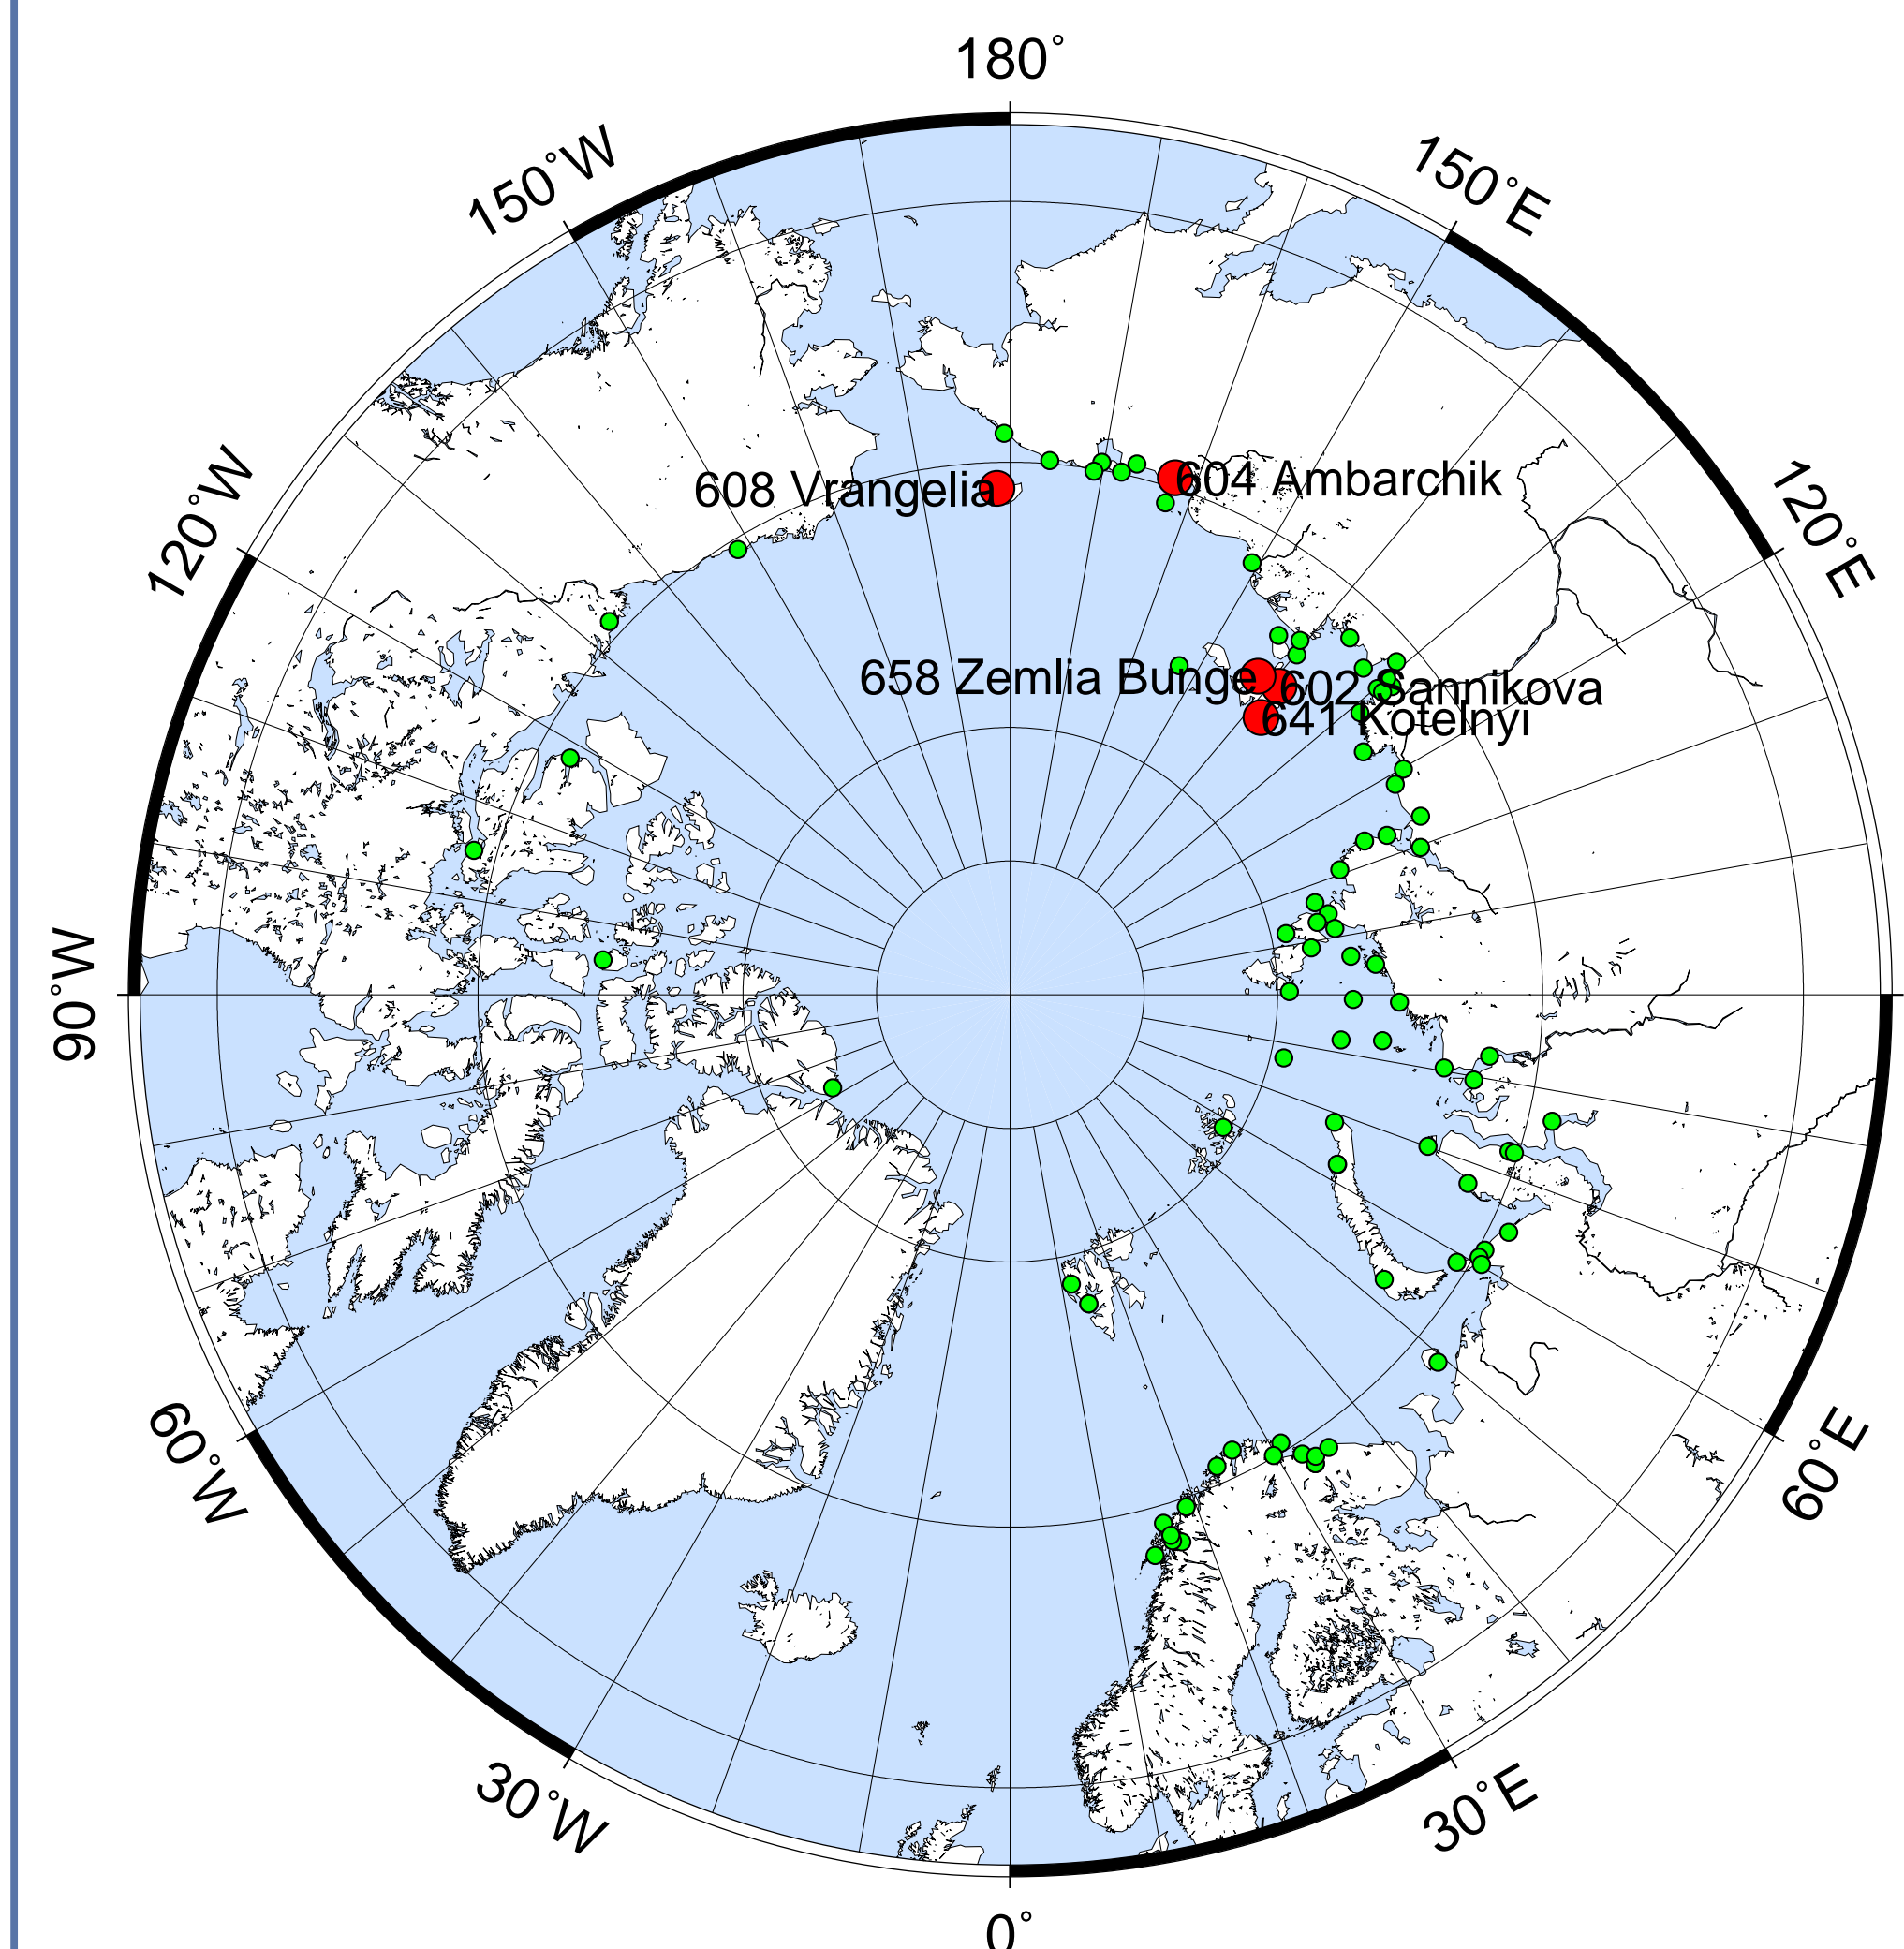 180°
150°W
150°E
120°W
120°E
608 Vrangelia
604 Ambarchik
658 Zemlia Bunge
602 Sannikova
641 Kotelnyi
90°W
60°W
60°E
30°W
30°E
0°